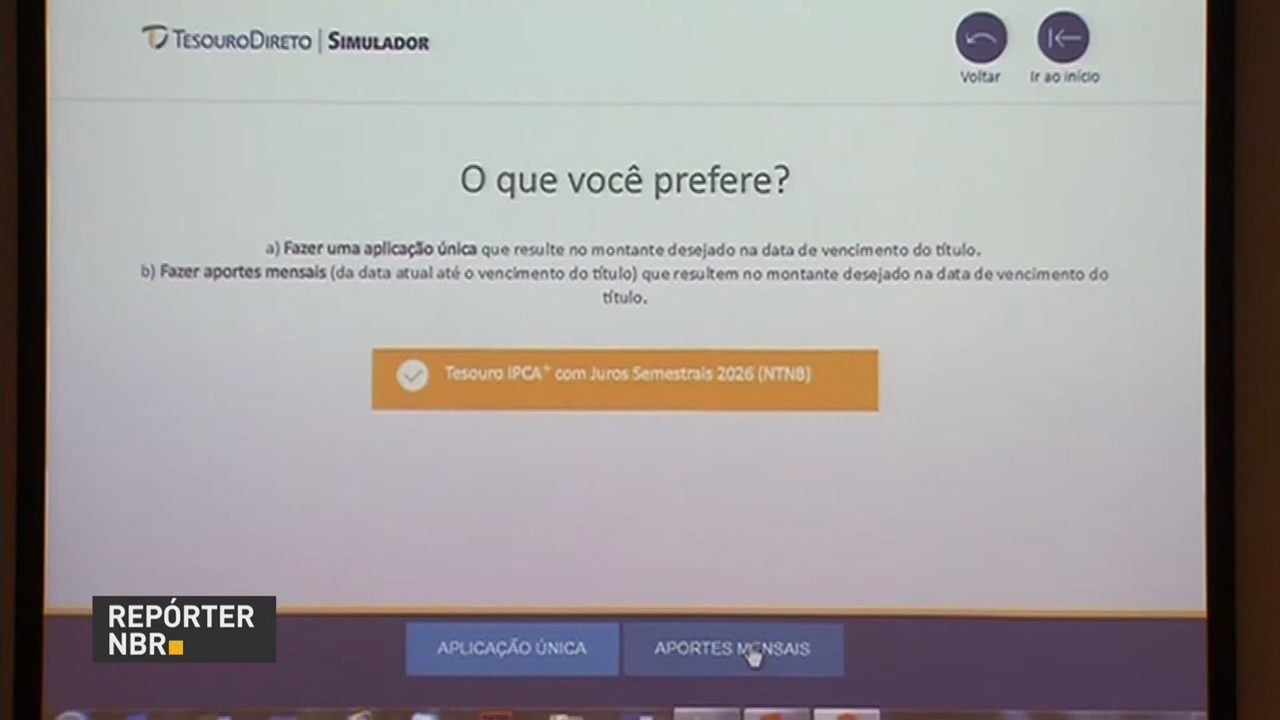 TESOURODIRETO | SIMULADOR
Voltar
Ir ao início
O que você prefere?
a) Fazer uma aplicação única que resulte no montante desejado na data de vencimento do título.
b) Fazer aportes mensais (da data atual até o vencimento do título) que resultem no montante desejado na data de vencimento do
título.
Tesouro IPCA+ com Juros Semestrais 2026 (NTNB)
APLICAÇÃO ÚNICA
APORTES MENSAIS
REPÓRTER
NBR